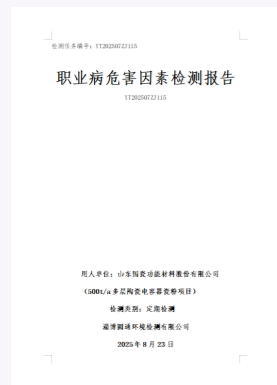 检测任务编号：YT202507ZJ115
职业病危害因素检测报告
YT202507ZJ115
用人单位：山东国瓷功能材料股份有限公司
（500t/a多层陶瓷电容器瓷粉项目）
检测类别：定期检测
淄博圆通环境检测有限公司
2025年8月23日